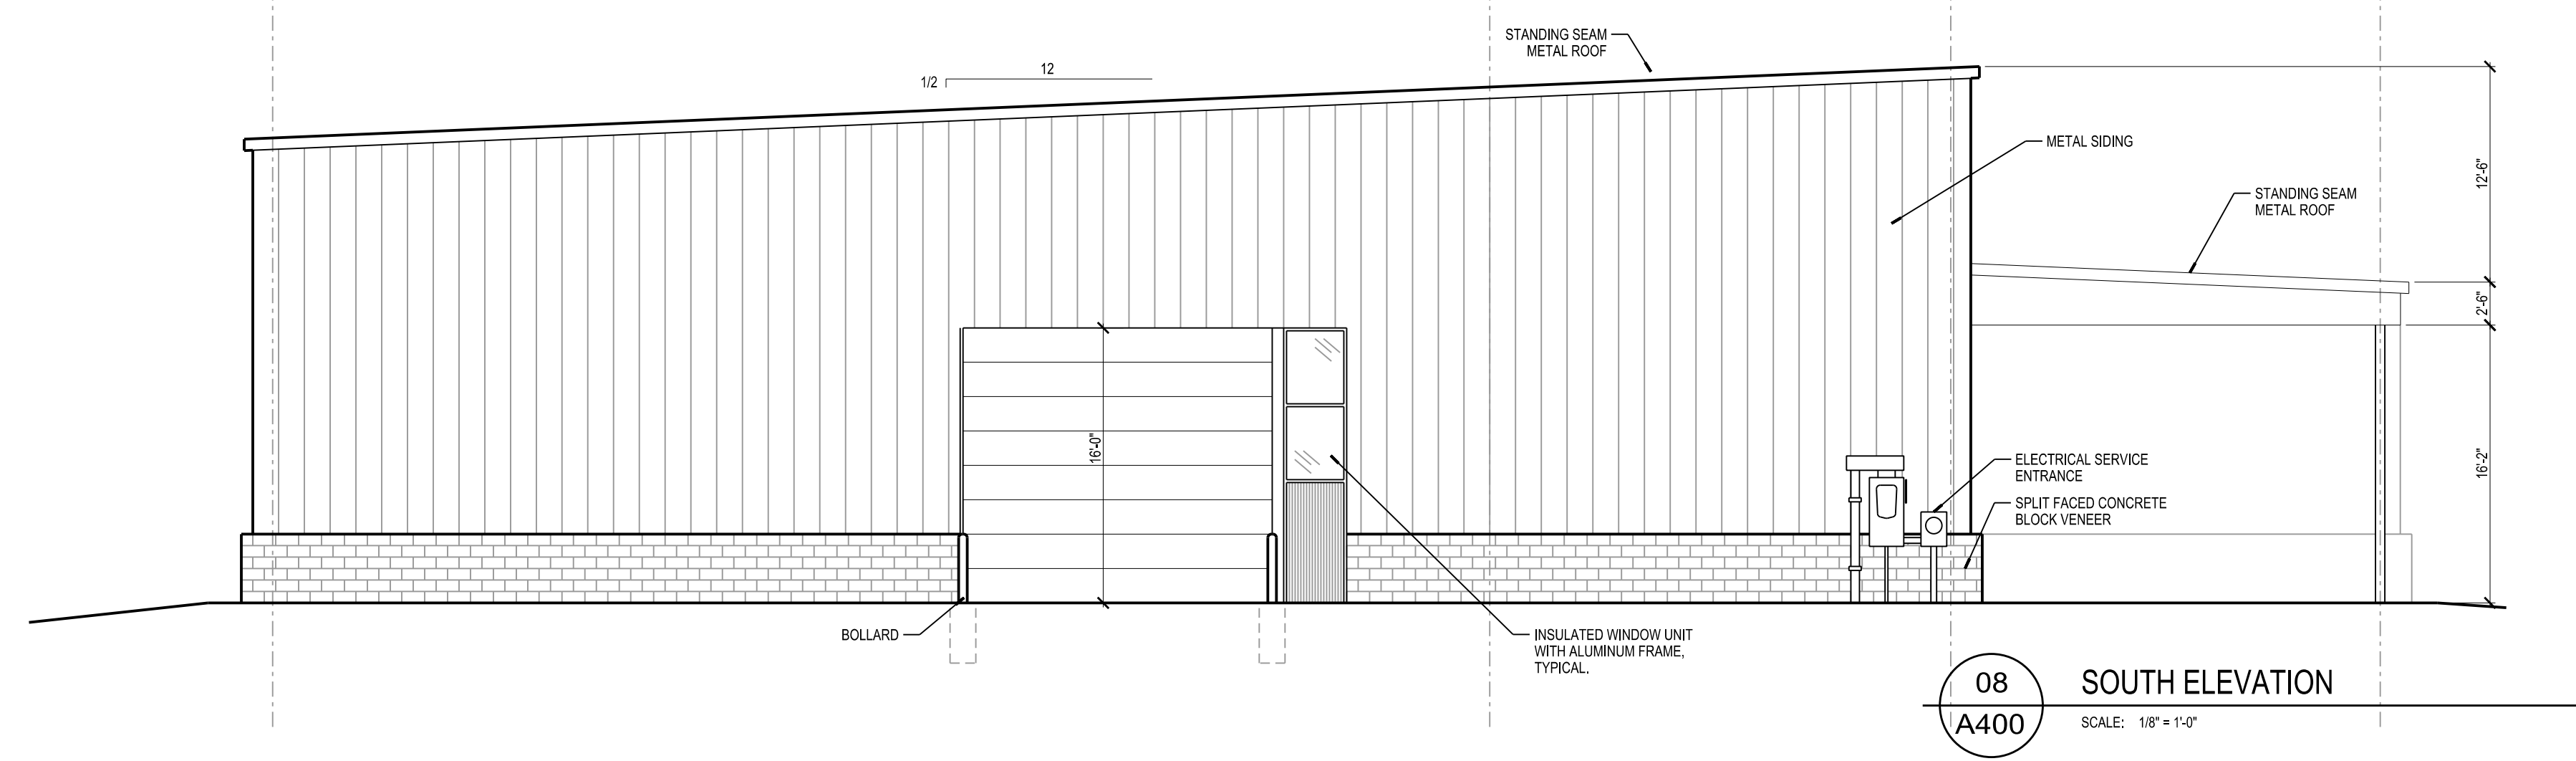 STANDING SEAM
METAL ROOF
12
1/2
METAL SIDING
12'-6"
STANDING SEAM
METAL ROOF
2'-6"
16'-0"
16'-2"
ELECTRICAL SERVICE
ENTRANCE
SPLIT FACED CONCRETE
BLOCK VENEER
BOLLARD
INSULATED WINDOW UNIT
WITH ALUMINUM FRAME,
TYPICAL.
08
A400
SOUTH ELEVATION
SCALE: 1/8" = 1'-0"